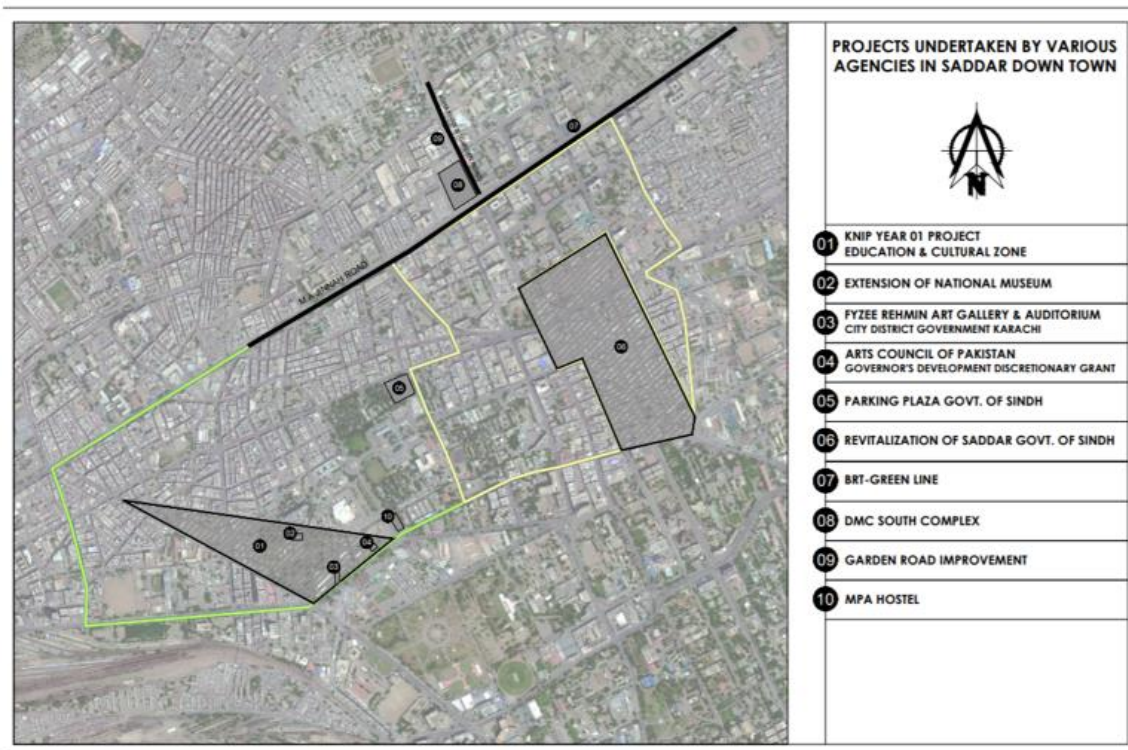 PROJECTS UNDERTAKEN BY VARIOUS
AGENCIES IN SADDAR DOWN TOWN
N
01 KNIP YEAR 01 PROJECT
EDUCATION & CULTURAL ZONE
02 EXTENSION OF NATIONAL MUSEUM
03 FYZEE REHMIN ART GALLERY & AUDITORIUM
CITY DISTRICT GOVERNMENT KARACHI
04 ARTS COUNCIL OF PAKISTAN
GOVERNOR'S DEVELOPMENT DISCRETIONARY GRANT
05 PARKING PLAZA GOVT. OF SINDH
06 REVITALIZATION OF SADDAR GOVT. OF SINDH
07 BRT-GREEN LINE
08 DMC SOUTH COMPLEX
09 GARDEN ROAD IMPROVEMENT
10 MPA HOSTEL
07
09
08
M.A JINNAH ROAD
06
05
10
02
04
01
03